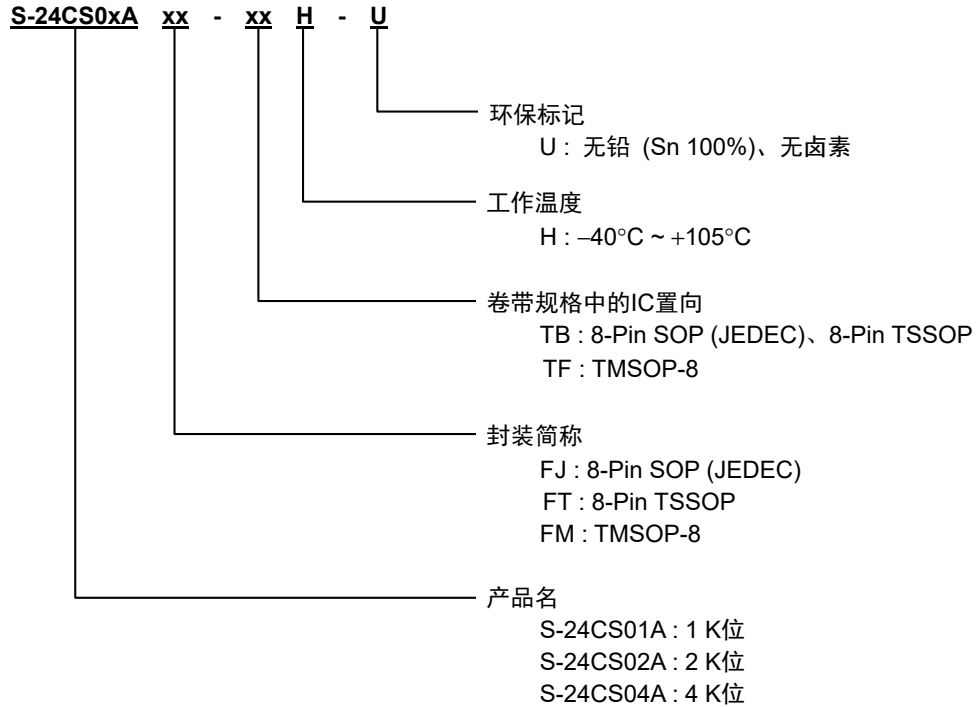 S-24CS0xA xx - xx H - U
环保标记
U : 无铅 (Sn 100%)、无卤素
工作温度
H : −40°C ~ +105°C
卷带规格中的IC置向
TB : 8-Pin SOP (JEDEC)、8-Pin TSSOP
TF : TMSOP-8
封装简称
FJ : 8-Pin SOP (JEDEC)
FT : 8-Pin TSSOP
FM : TMSOP-8
产品名
S-24CS01A : 1 K位
S-24CS02A : 2 K位
S-24CS04A : 4 K位